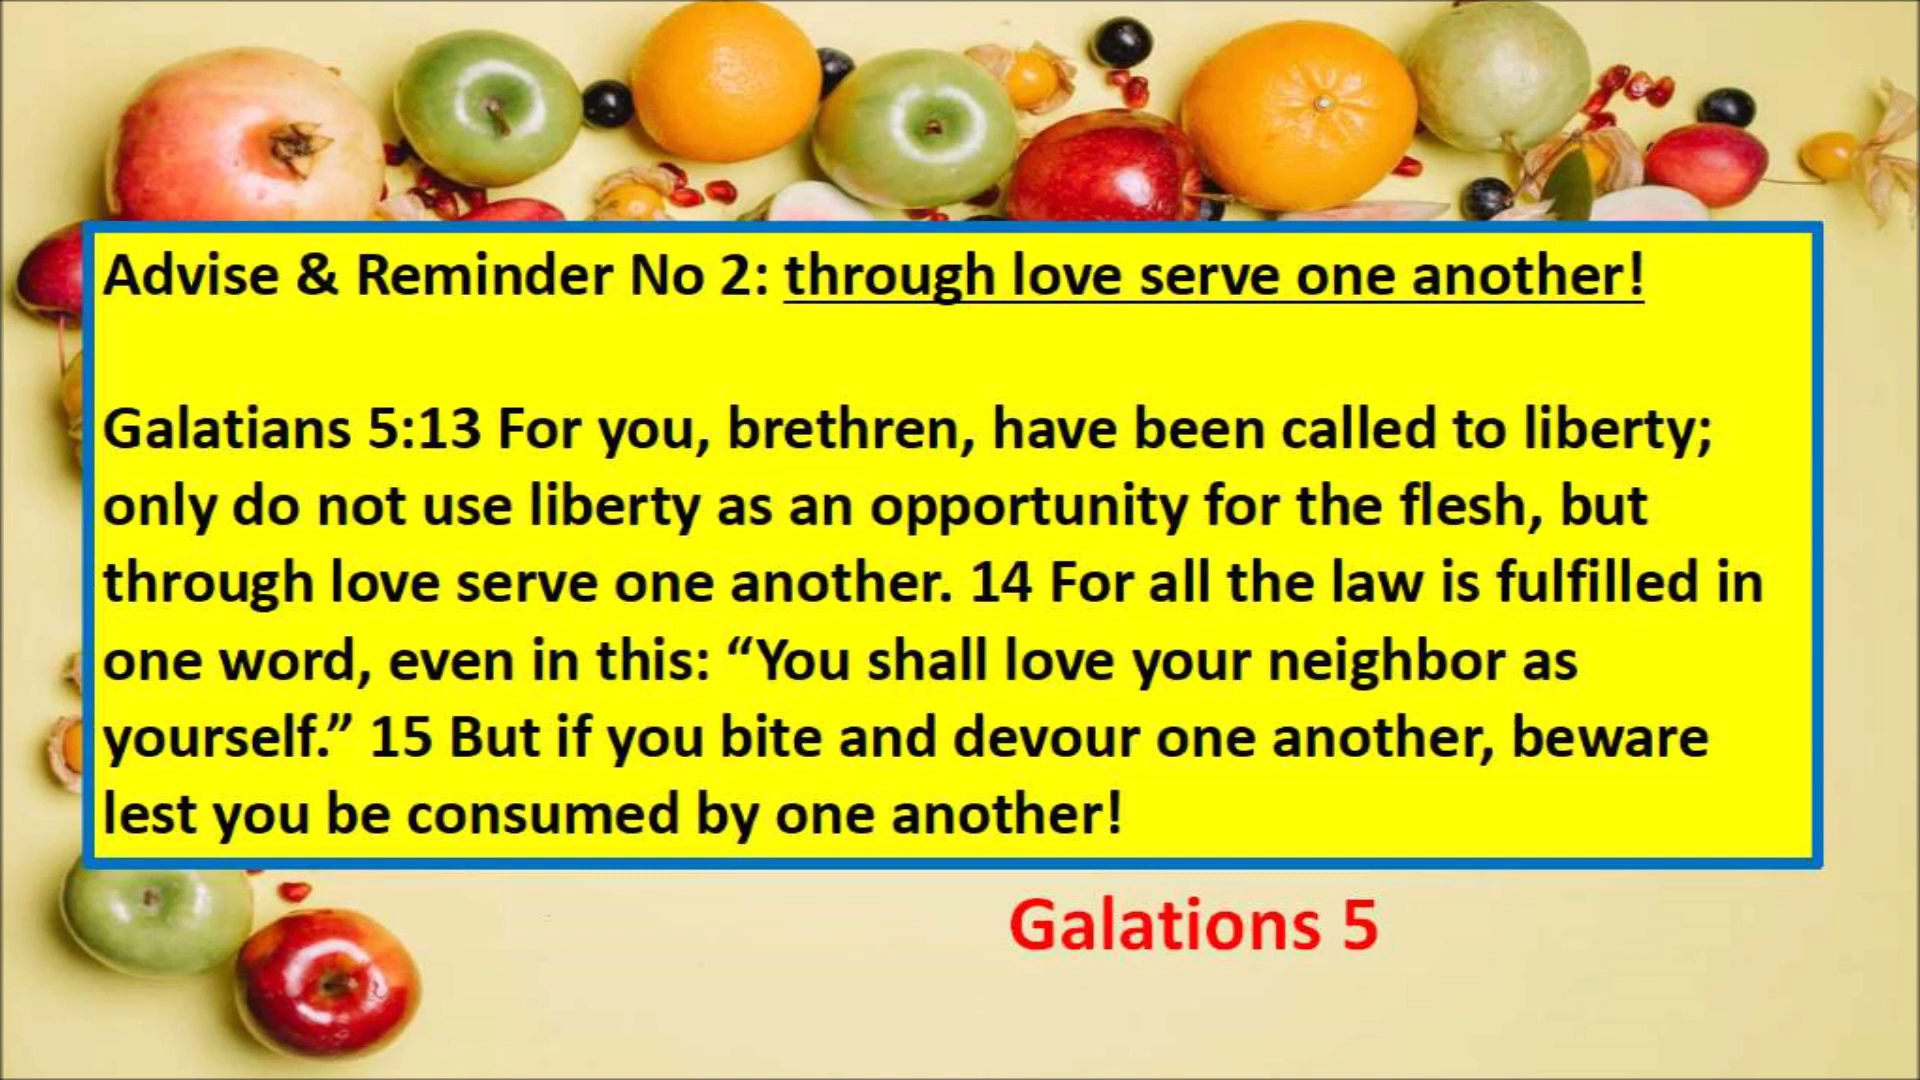 Advise & Reminder No 2: through love serve one another!
Galatians 5:13 For you, brethren, have been called to liberty;
only do not use liberty as an opportunity for the flesh, but
through love serve one another. 14 For all the law is fulfilled in
one word, even in this: “You shall love your neighbor as
yourself.” 15 But if you bite and devour one another, beware
lest you be consumed by one another!
Galations 5